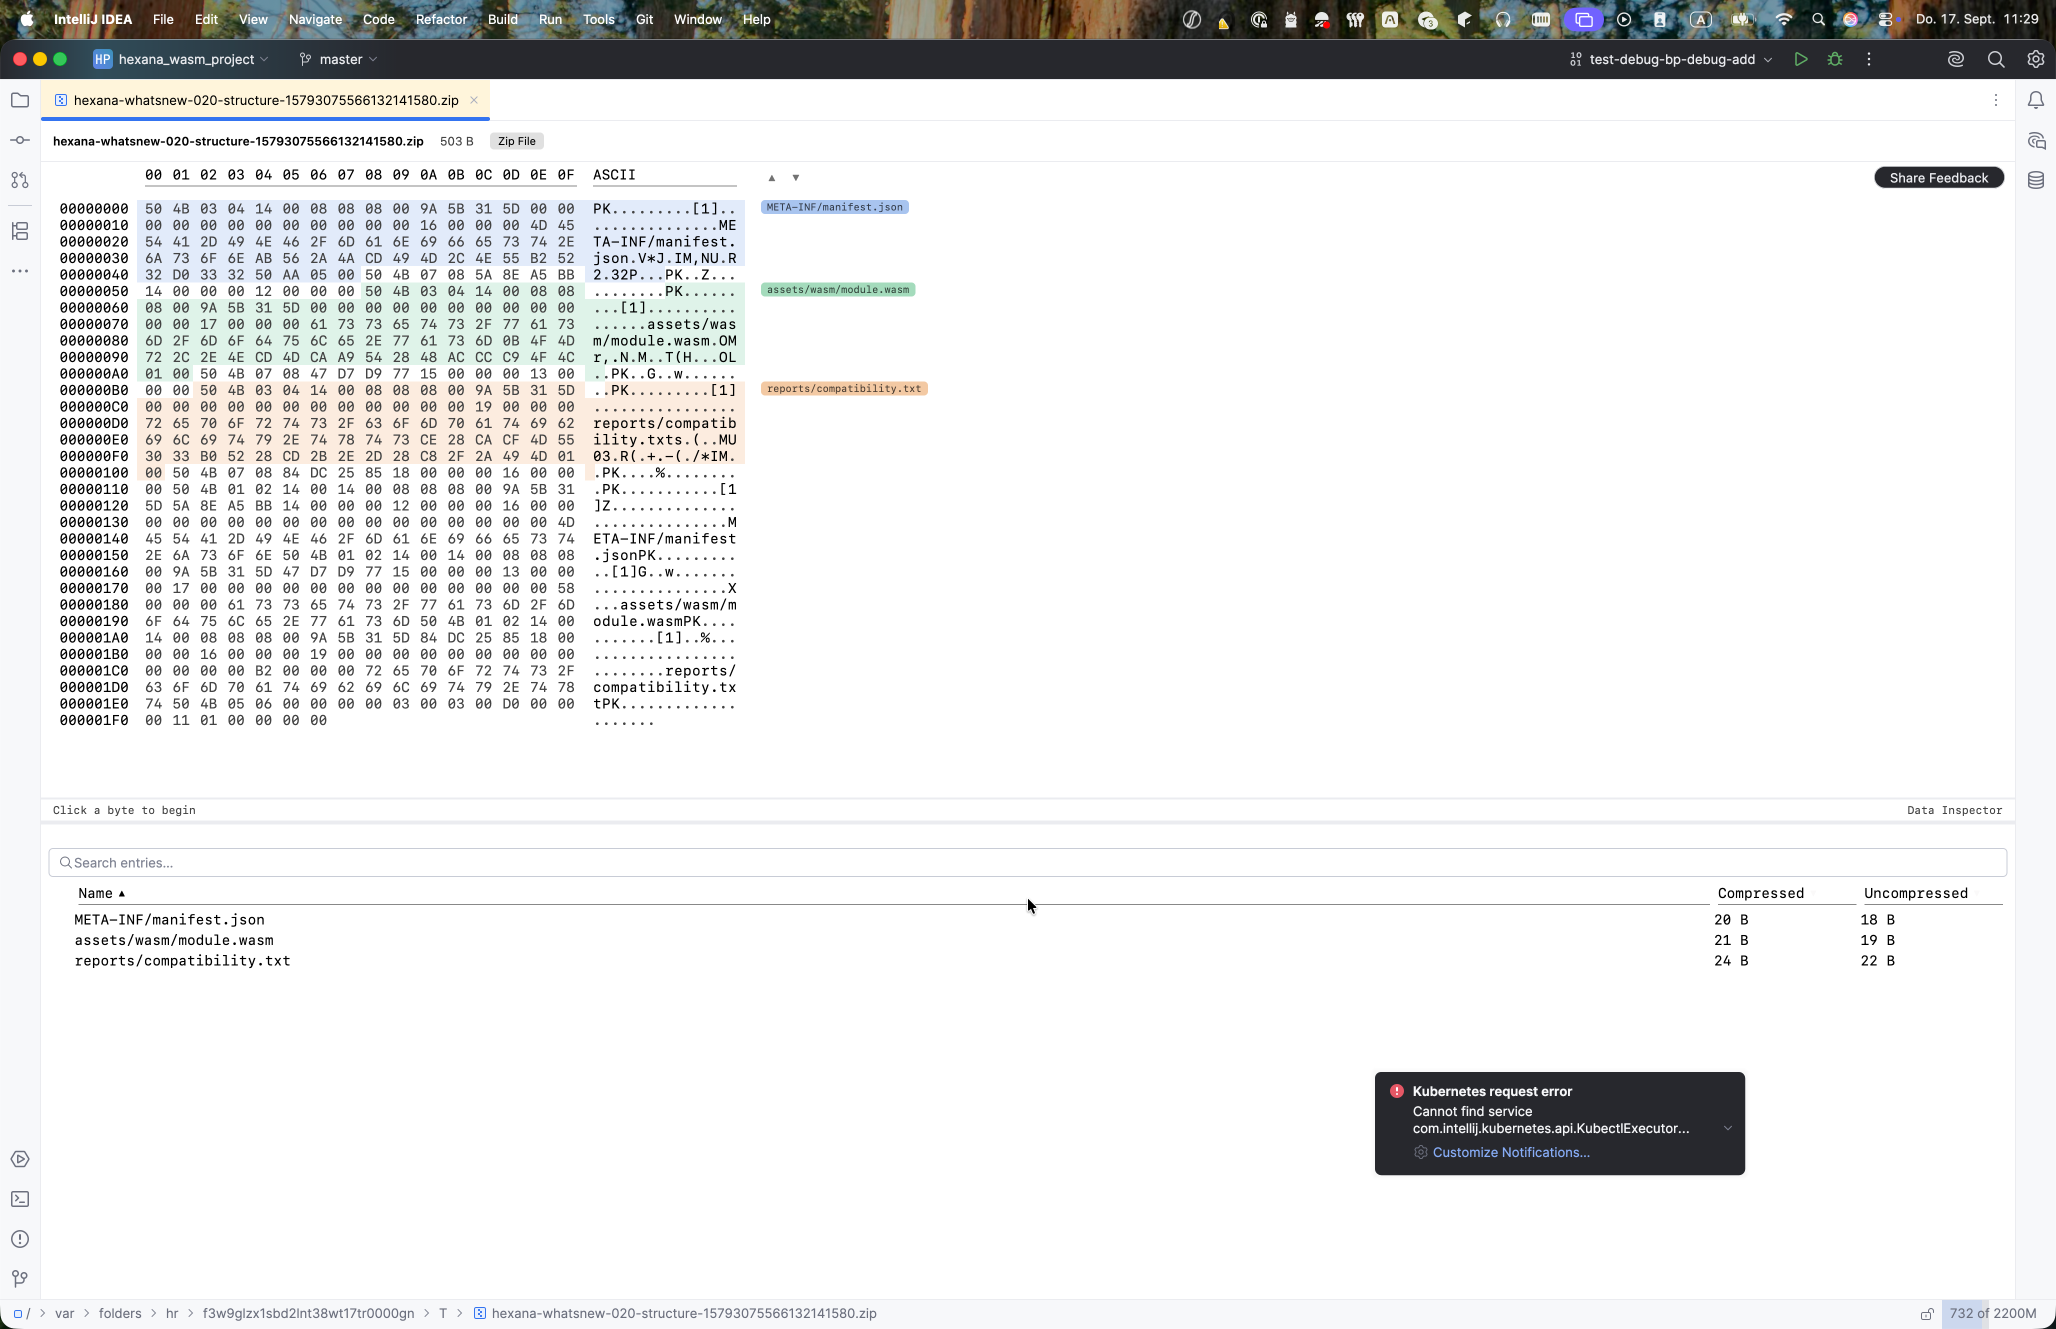 IntelliJ IDEA File Edit View Navigate Code Refactor Build Run Tools Git Window Help Do. 17. Sept. 11:29
HP hexana_wasm_project master test-debug-bp-debug-add
hexana-whatsnew-020-structure-15793075566132141580.zip
hexana-whatsnew-020-structure-15793075566132141580.zip 503 B Zip File
00 01 02 03 04 05 06 07 08 09 0A 0B 0C 0D 0E 0F ASCII
Share Feedback
00000000 50 4B 03 04 14 00 08 08 08 00 9A 5B 31 5D 00 00 PK.........[1].. META-INF/manifest.json
00000010 00 00 00 00 00 00 00 00 00 00 16 00 00 00 4D 45 ..............ME
00000020 54 41 2D 49 4E 46 2F 6D 61 6E 69 66 65 73 74 2E TA-INF/manifest.
00000030 6A 73 6F 6E AB 56 2A 4A CD 49 4D 2C 4E 55 B2 52 json.V*J.IM,NU.R
00000040 32 D0 33 32 50 AA 05 00 50 4B 07 08 5A 8E A5 BB 2.32P...PK..Z...
00000050 14 00 00 00 12 00 00 00 50 4B 03 04 14 00 08 08 ........PK...... assets/wasm/module.wasm
00000060 08 00 9A 5B 31 5D 00 00 00 00 00 00 00 00 00 00 ...[1]..........
00000070 00 00 17 00 00 00 61 73 73 65 74 73 2F 77 61 73 ......assets/was
00000080 6D 2F 6D 6F 64 75 6C 65 2E 77 61 73 6D 0B 4F 4D m/module.wasm.OM
00000090 72 2C 2E 4E CD 4D CA A9 54 28 48 AC CC C9 4F 4C r,.N.M..T(H...OL
000000A0 01 00 50 4B 07 08 47 D7 D9 77 15 00 00 00 13 00 ..PK..G..w......
000000B0 00 00 50 4B 03 04 14 00 08 08 08 00 9A 5B 31 5D ..PK.........[1] reports/compatibility.txt
000000C0 00 00 00 00 00 00 00 00 00 00 00 00 19 00 00 00 ................
000000D0 72 65 70 6F 72 74 73 2F 63 6F 6D 70 61 74 69 62 reports/compatib
000000E0 69 6C 69 74 79 2E 74 78 74 73 CE 28 CA CF 4D 55 ility.txts.(..MU
000000F0 30 33 B0 52 28 CD 2B 2E 2D 28 C8 2F 2A 49 4D 01 03.R(.+.-(./*IM.
00000100 00 50 4B 07 08 84 DC 25 85 18 00 00 00 16 00 00 .PK....%........
00000110 00 50 4B 01 02 14 00 14 00 08 08 08 00 9A 5B 31 .PK...........[1
00000120 5D 5A 8E A5 BB 14 00 00 00 12 00 00 00 16 00 00 ]Z..............
00000130 00 00 00 00 00 00 00 00 00 00 00 00 00 00 00 4D ...............M
00000140 45 54 41 2D 49 4E 46 2F 6D 61 6E 69 66 65 73 74 ETA-INF/manifest
00000150 2E 6A 73 6F 6E 50 4B 01 02 14 00 14 00 08 08 08 .jsonPK.........
00000160 00 9A 5B 31 5D 47 D7 D9 77 15 00 00 00 13 00 00 ..[1]G..w.......
00000170 00 17 00 00 00 00 00 00 00 00 00 00 00 00 00 58 ...............X
00000180 00 00 00 61 73 73 65 74 73 2F 77 61 73 6D 2F 6D ...assets/wasm/m
00000190 6F 64 75 6C 65 2E 77 61 73 6D 50 4B 01 02 14 00 odule.wasmPK....
000001A0 14 00 08 08 08 00 9A 5B 31 5D 84 DC 25 85 18 00 .......[1]..%...
000001B0 00 00 16 00 00 00 19 00 00 00 00 00 00 00 00 00 ................
000001C0 00 00 00 00 B2 00 00 00 72 65 70 6F 72 74 73 2F ........reports/
000001D0 63 6F 6D 70 61 74 69 62 69 6C 69 74 79 2E 74 78 compatibility.tx
000001E0 74 50 4B 05 06 00 00 00 00 03 00 03 00 D0 00 00 tPK.............
000001F0 00 11 01 00 00 00 00 .......
Click a byte to begin Data Inspector
Search entries...
Name Compressed Uncompressed
META-INF/manifest.json 20 B 18 B
assets/wasm/module.wasm 21 B 19 B
reports/compatibility.txt 24 B 22 B
Kubernetes request error
Cannot find service
com.intellij.kubernetes.api.KubectlExecutor...
Customize Notifications...
/ > var > folders > hr > f3w9glzx1sbd2lnt38wt17tr0000gn > T > hexana-whatsnew-020-structure-15793075566132141580.zip 732 of 2200M